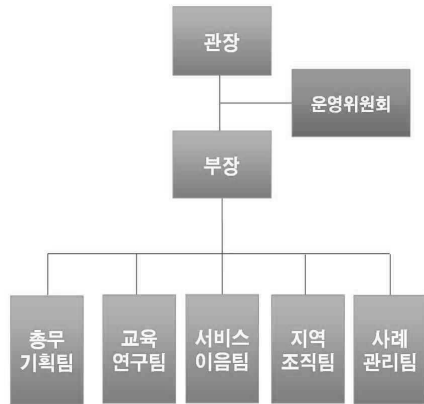 관장
운영위원회
부장
총무
기획팀
교육
연구팀
서비스
이음팀
지역
조직팀
사례
관리팀